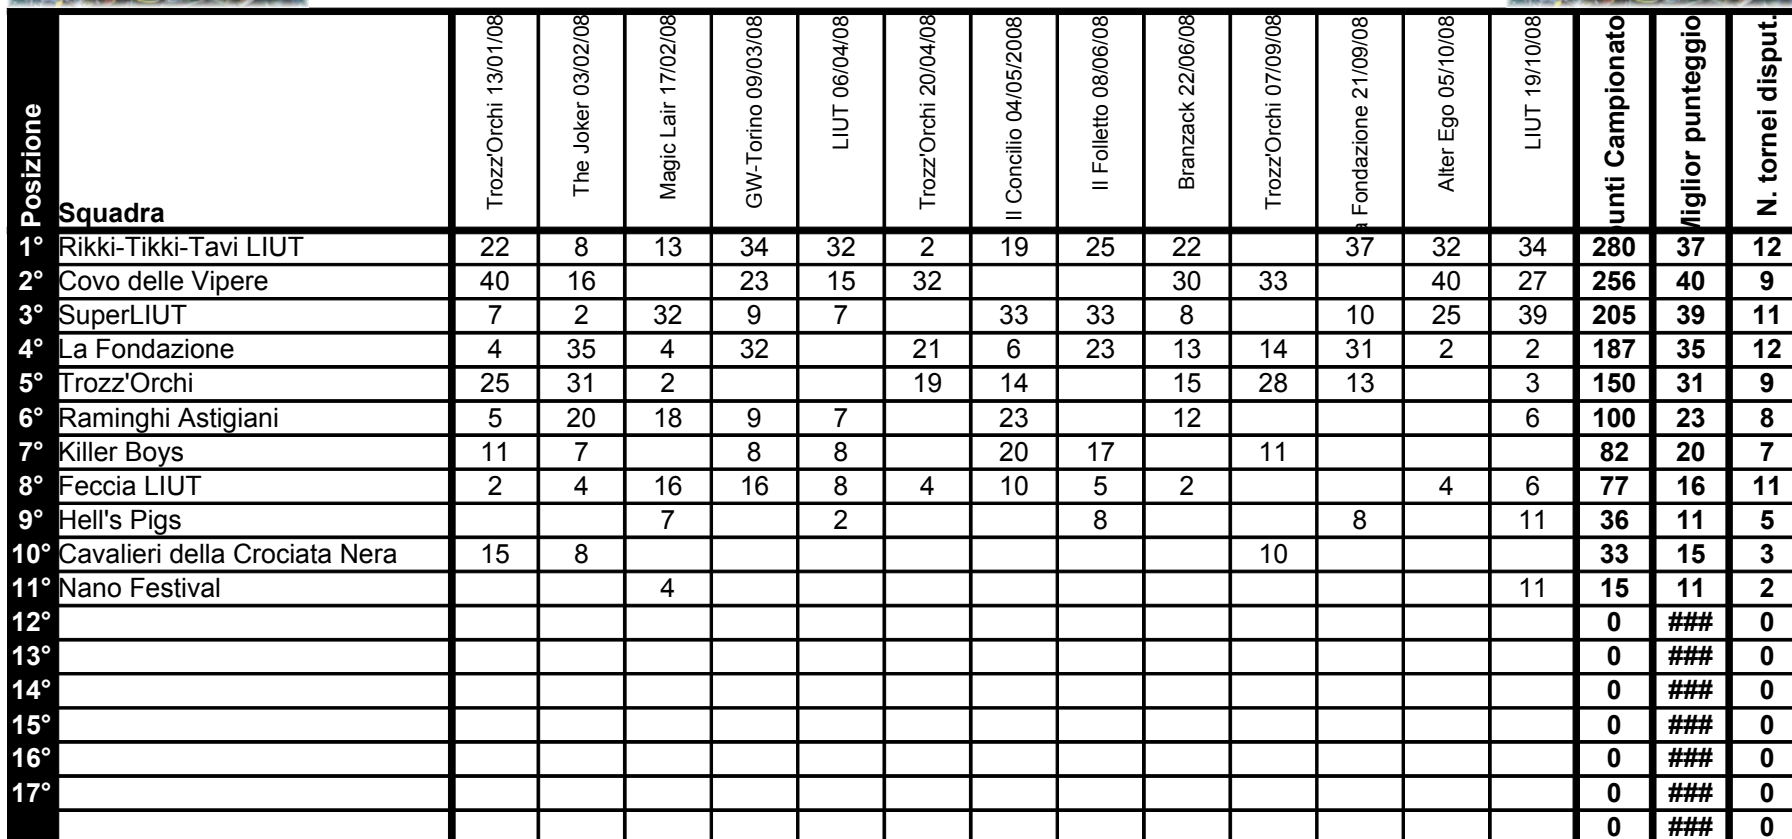 Posizione Squadra Trozz'Orchi 13/01/08 The Joker 03/02/08 Magic Lair 17/02/08 GW-Torino 09/03/08 LIUT 06/04/08 Trozz'Orchi 20/04/08 Il Concilio 04/05/2008 Il Folletto 08/06/08 Branzack 22/06/08 Trozz'Orchi 07/09/08 a Fondazione 21/09/08 Alter Ego 05/10/08 LIUT 19/10/08 unti Campionato Miglior punteggio N. tornei disput.
1° Rikki-Tikki-Tavi LIUT 22 8 13 34 32 2 19 25 22 37 32 34 280 37 12
2° Covo delle Vipere 40 16 23 15 32 30 33 40 27 256 40 9
3° SuperLIUT 7 2 32 9 7 33 33 8 10 25 39 205 39 11
4° La Fondazione 4 35 4 32 21 6 23 13 14 31 2 2 187 35 12
5° Trozz'Orchi 25 31 2 19 14 15 28 13 3 150 31 9
6° Raminghi Astigiani 5 20 18 9 7 23 12 6 100 23 8
7° Killer Boys 11 7 8 8 20 17 11 82 20 7
8° Feccia LIUT 2 4 16 16 8 4 10 5 2 4 6 77 16 11
9° Hell's Pigs 7 2 8 8 11 36 11 5
10° Cavalieri della Crociata Nera 15 8 10 33 15 3
11° Nano Festival 4 11 15 11 2
12° 0 ### 0
13° 0 ### 0
14° 0 ### 0
15° 0 ### 0
16° 0 ### 0
17° 0 ### 0
0 ### 0